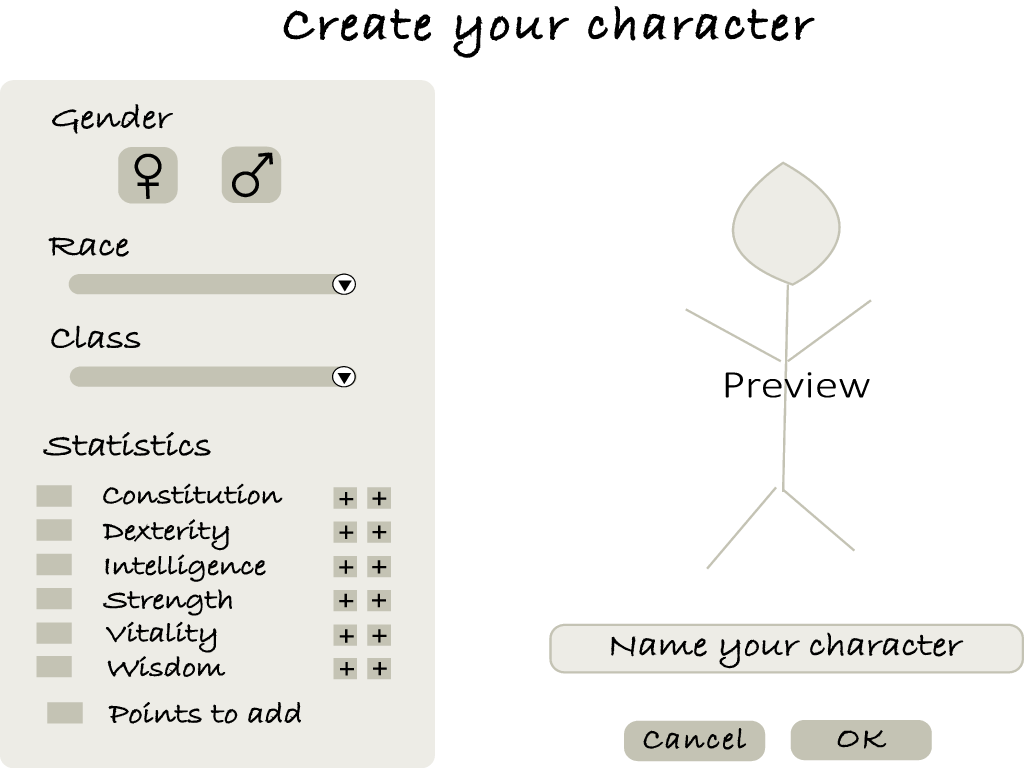 Create your character
Gender
♀ ♂
Race
Class
Statistics
Constitution + +
Dexterity + +
Intelligence + +
Strength + +
Vitality + +
Wisdom + +
Points to add
Preview
Name your character
Cancel OK